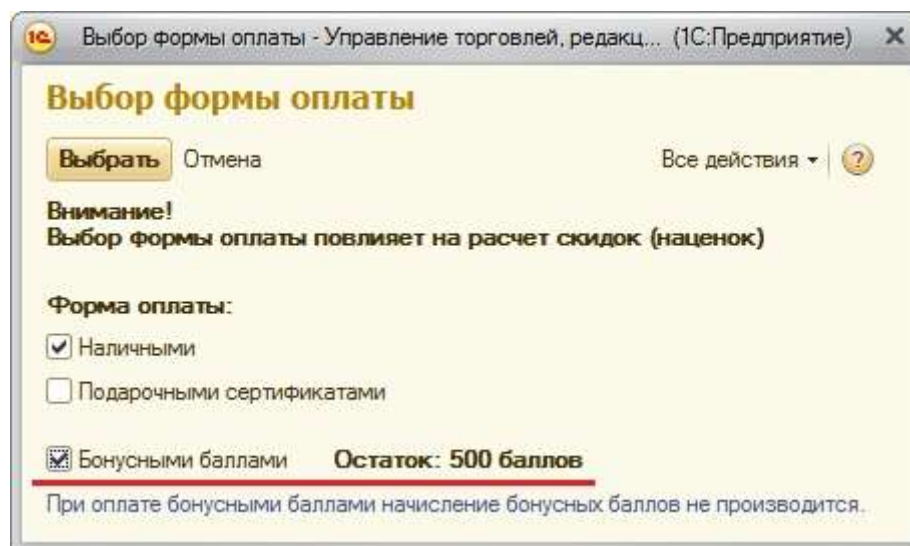 1С Выбор формы оплаты - Управление торговлей, редакц... (1С:Предприятие)
Выбор формы оплаты
Выбрать Отмена Все действия ?
Внимание!
Выбор формы оплаты повлияет на расчет скидок (наценок)
Форма оплаты:
Наличными
Подарочными сертификатами
Бонусными баллами Остаток: 500 баллов
При оплате бонусными баллами начисление бонусных баллов не производится.